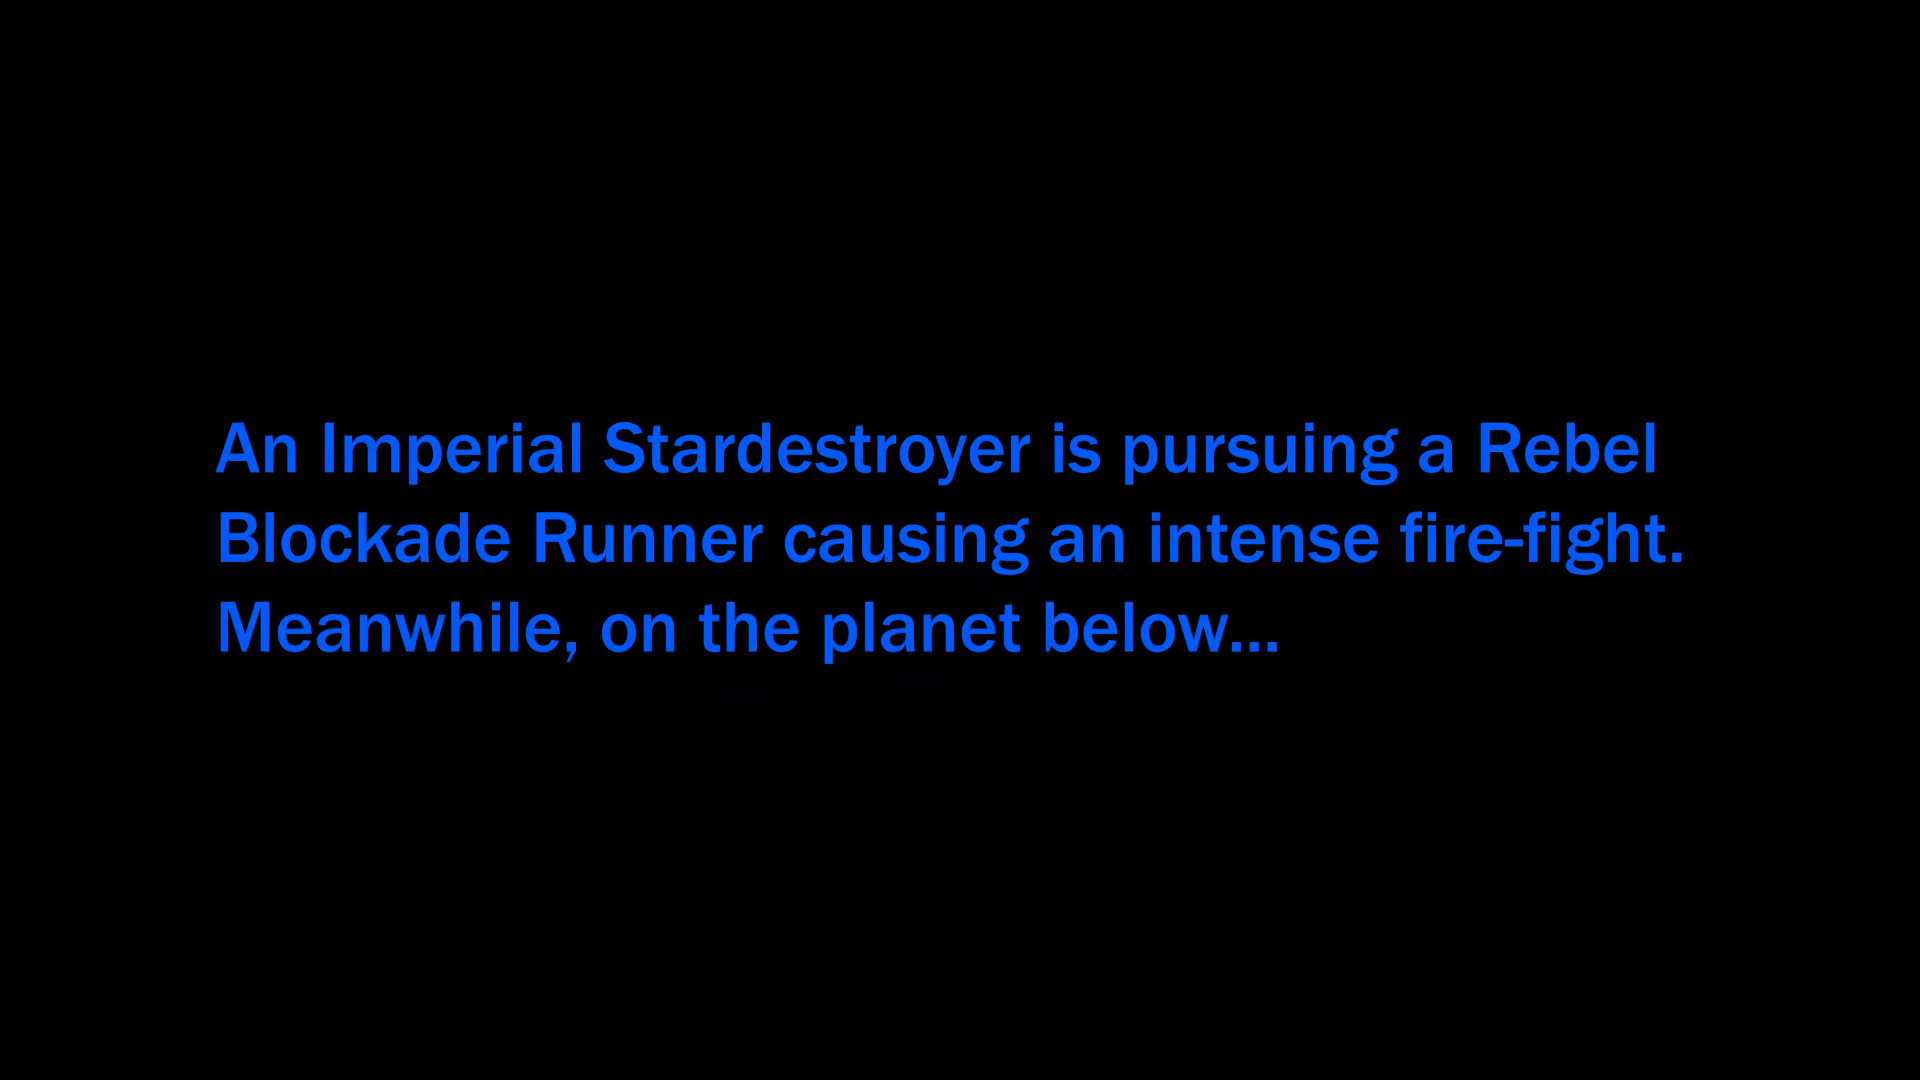 An Imperial Stardestroyer is pursuing a Rebel
Blockade Runner causing an intense fire-fight.
Meanwhile, on the planet below...